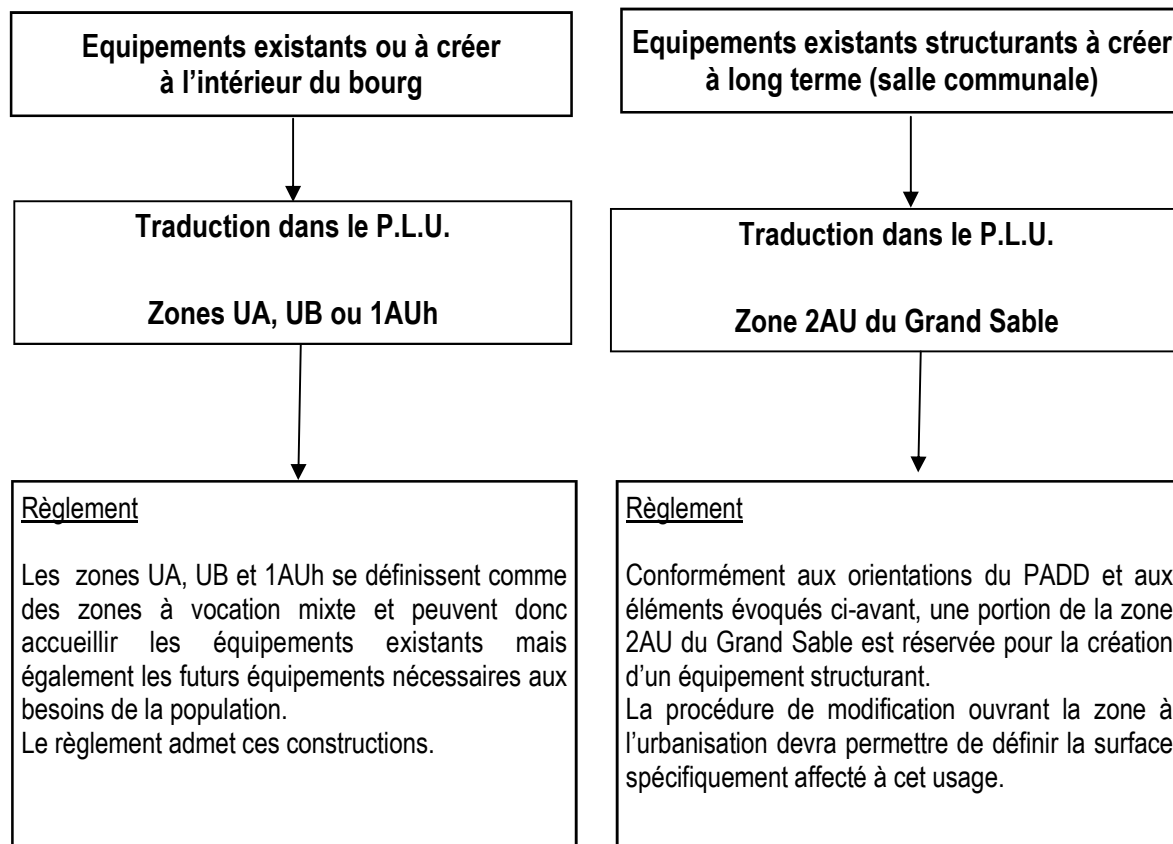 Equipements existants ou à créer
à l’intérieur du bourg
Traduction dans le P.L.U.
Zones UA, UB ou 1AUh
Règlement
Les zones UA, UB et 1AUh se définissent comme
des zones à vocation mixte et peuvent donc
accueillir les équipements existants mais
également les futurs équipements nécessaires aux
besoins de la population.
Le règlement admet ces constructions.
Equipements existants structurants à créer
à long terme (salle communale)
Traduction dans le P.L.U.
Zone 2AU du Grand Sable
Règlement
Conformément aux orientations du PADD et aux
éléments évoqués ci-avant, une portion de la zone
2AU du Grand Sable est réservée pour la création
d’un équipement structurant.
La procédure de modification ouvrant la zone à
l’urbanisation devra permettre de définir la surface
spécifiquement affecté à cet usage.